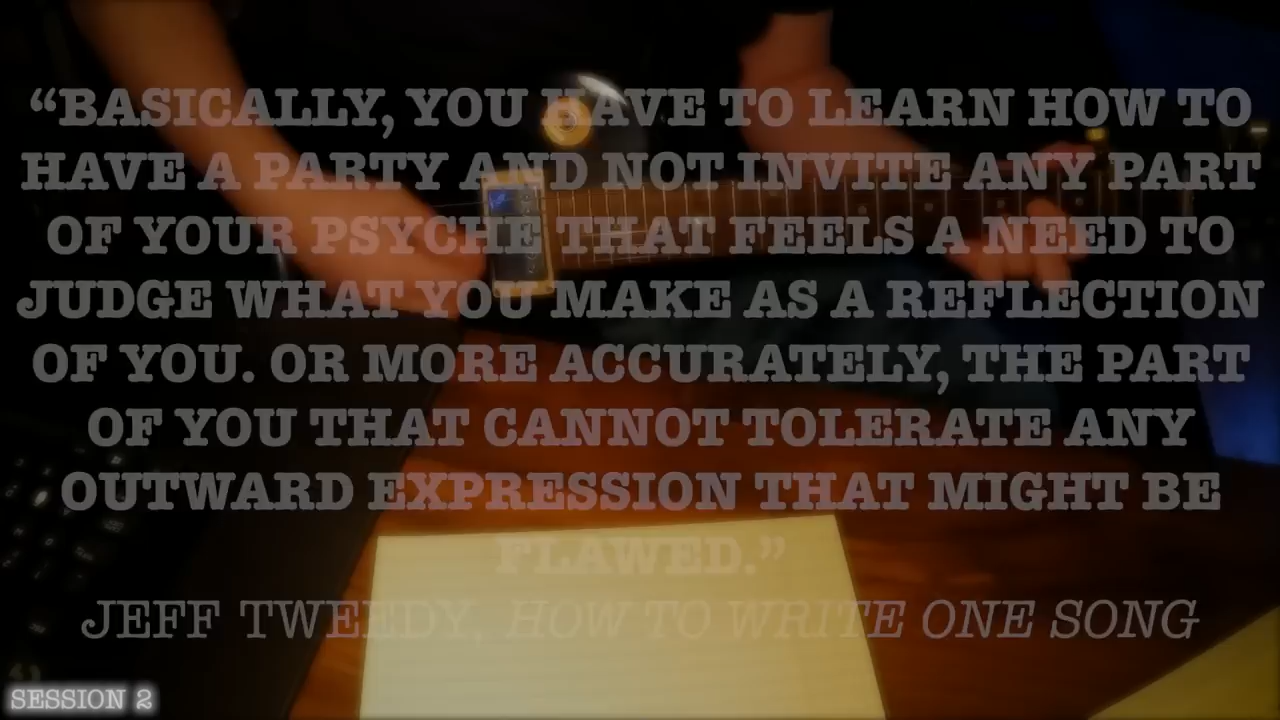 “BASICALLY, YOU HAVE TO LEARN HOW TO
HAVE A PARTY AND NOT INVITE ANY PART
OF YOUR PSYCHE THAT FEELS A NEED TO
JUDGE WHAT YOU MAKE AS A REFLECTION
OF YOU. OR MORE ACCURATELY, THE PART
OF YOU THAT CANNOT TOLERATE ANY
OUTWARD EXPRESSION THAT MIGHT BE
FLAWED.”
JEFF TWEEDY, HOW TO WRITE ONE SONG
SESSION 2